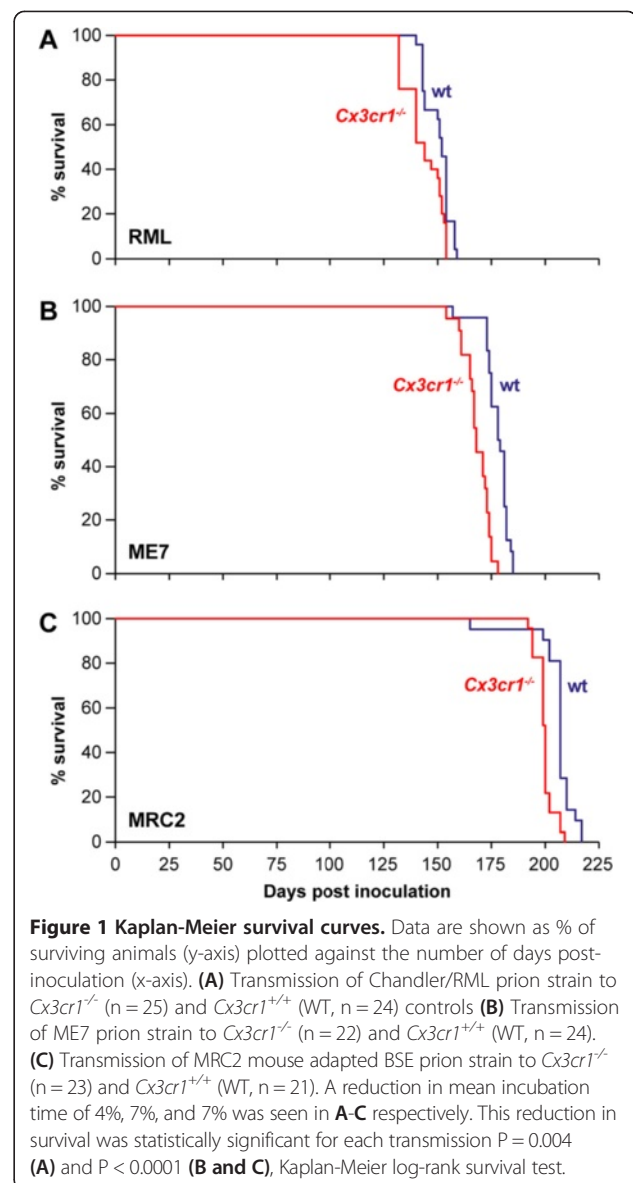 A
100
80
60
40
20
0
% survival
wt
Cx3cr1-/-
RML
B
100
80
60
40
20
0
% survival
wt
Cx3cr1-/-
ME7
C
100
80
60
40
20
0
% survival
wt
Cx3cr1-/-
MRC2
0 25 50 75 100 125 150 175 200 225
Days post inoculation
Figure 1 Kaplan-Meier survival curves. Data are shown as % of
surviving animals (y-axis) plotted against the number of days post-
inoculation (x-axis). (A) Transmission of Chandler/RML prion strain to
Cx3cr1-/- (n = 25) and Cx3cr1+/+ (WT, n = 24) controls (B) Transmission
of ME7 prion strain to Cx3cr1-/- (n = 22) and Cx3cr1+/+ (WT, n = 24).
(C) Transmission of MRC2 mouse adapted BSE prion strain to Cx3cr1-/-
(n = 23) and Cx3cr1+/+ (WT, n = 21). A reduction in mean incubation
time of 4%, 7%, and 7% was seen in A-C respectively. This reduction in
survival was statistically significant for each transmission P = 0.004
(A) and P < 0.0001 (B and C), Kaplan-Meier log-rank survival test.